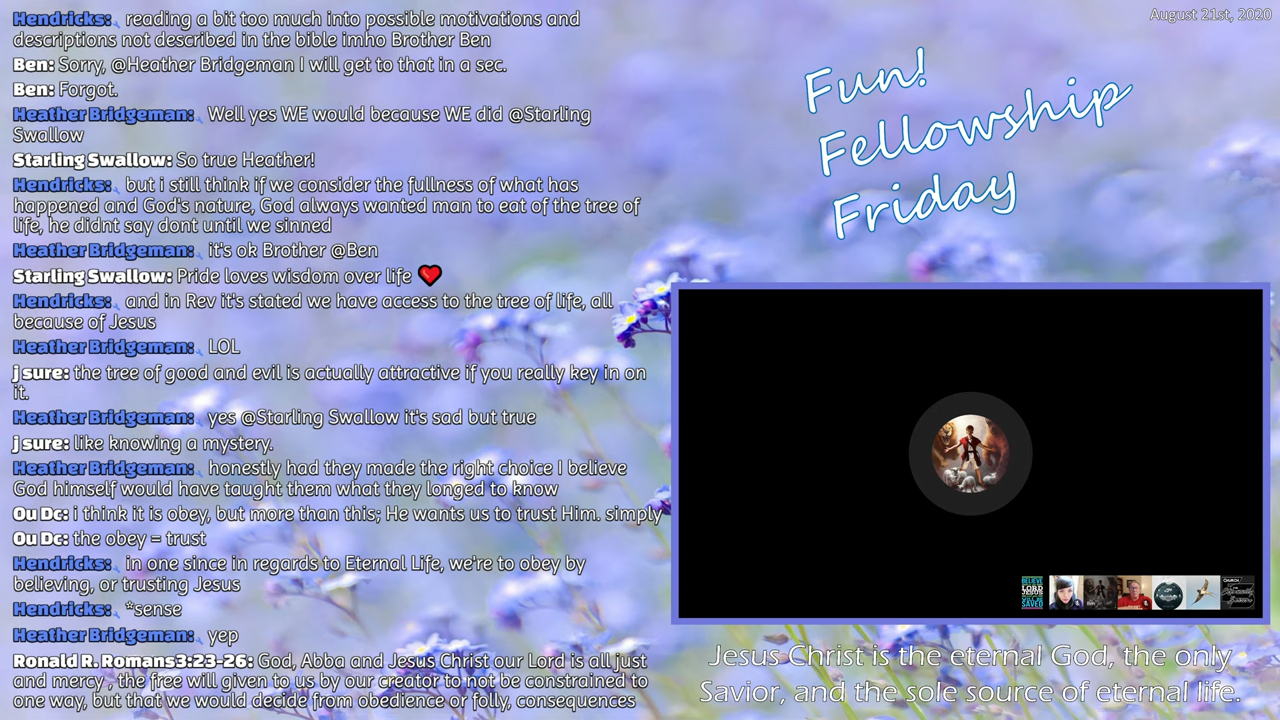 Hendricks: reading a bit too much into possible motivations and
descriptions not described in the bible imho Brother Ben
Ben: Sorry, @Heather Bridgeman I will get to that in a sec.
Ben: Forgot.
Heather Bridgeman: Well yes WE would because WE did @Starling
Swallow
Starling Swallow: So true Heather!
Hendricks: but i still think if we consider the fullness of what has
happened and God's nature, God always wanted man to eat of the tree of
life, he didnt say dont until we sinned
Heather Bridgeman: it's ok Brother @Ben
Starling Swallow: Pride loves wisdom over life ❤️
Hendricks: and in Rev it's stated we have access to the tree of life, all
because of Jesus
Heather Bridgeman: LOL
j sure: the tree of good and evil is actually attractive if you really key in on
it.
Heather Bridgeman: yes @Starling Swallow it's sad but true
j sure: like knowing a mystery.
Heather Bridgeman: honestly had they made the right choice I believe
God himself would have taught them what they longed to know
Ou Dc: i think it is obey, but more than this; He wants us to trust Him. simply
Ou Dc: the obey = trust
Hendricks: in one since in regards to Eternal Life, we're to obey by
believing, or trusting Jesus
Hendricks: *sense
Heather Bridgeman: yep
Ronald R. Romans3:23-26: God, Abba and Jesus Christ our Lord is all just
and mercy , the free will given to us by our creator to not be constrained to
one way, but that we would decide from obedience or folly, consequences
August 21st, 2020
Fun!
Fellowship
Friday
BELIEVE
LORD
JESUS
SAVED
CHURCH
Jesus Christ is the eternal God, the only
Savior, and the sole source of eternal life.